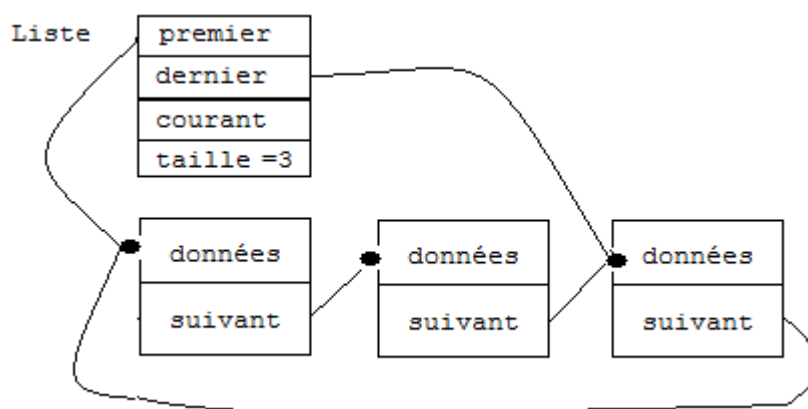 Liste
premier
dernier
courant
taille =3
données
données
données
suivant
suivant
suivant